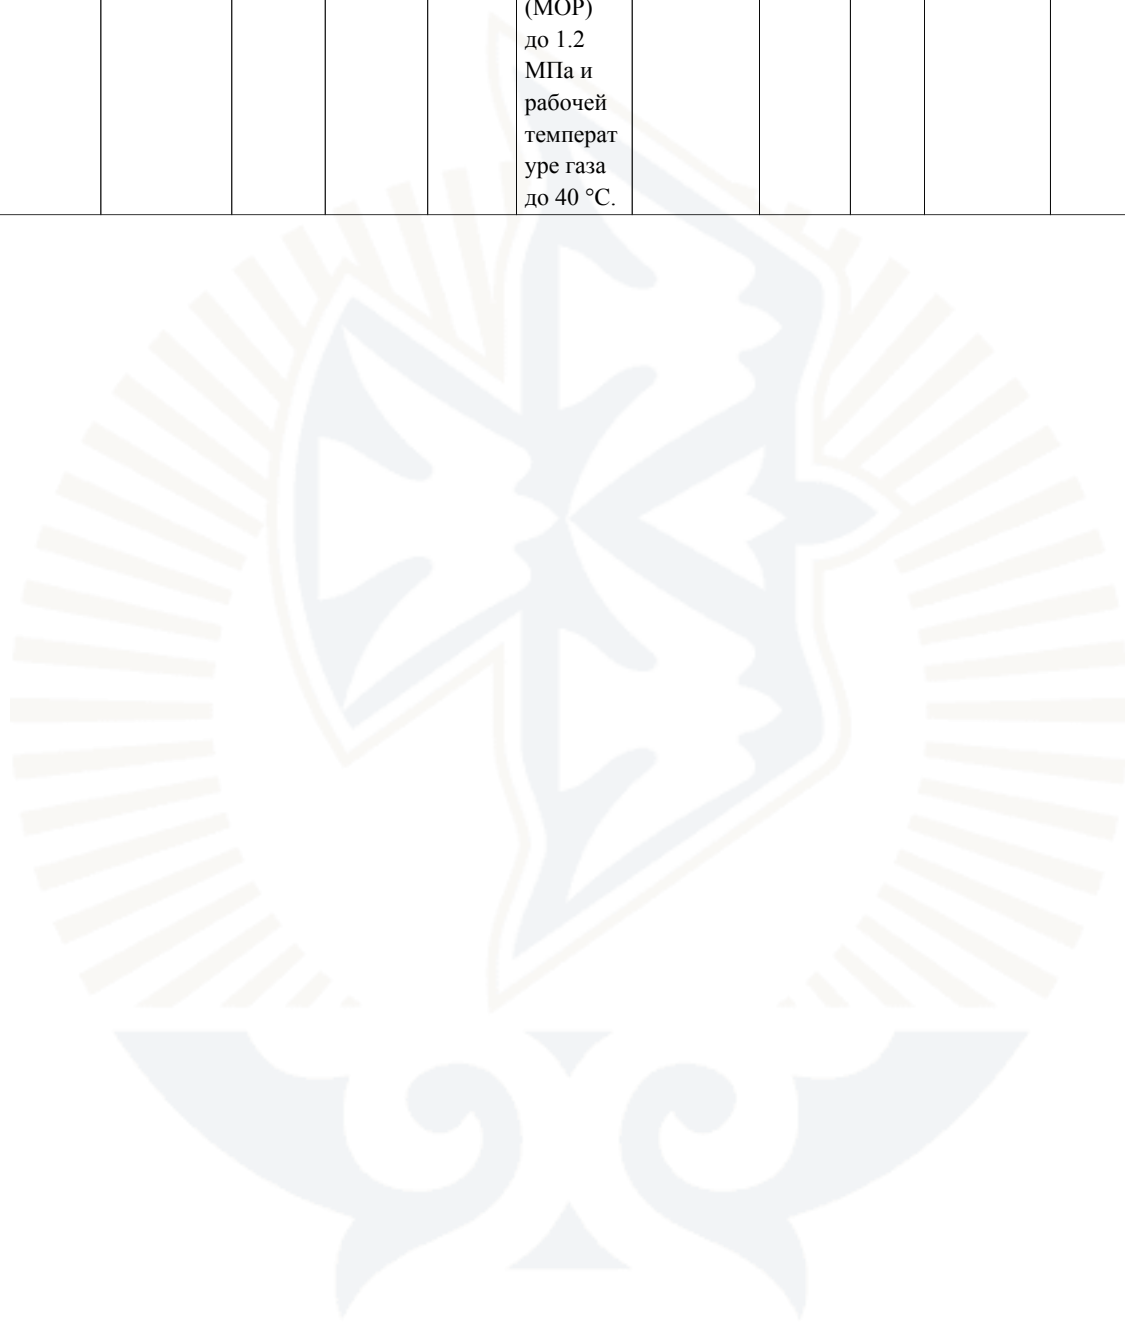 (МОР)
до 1.2
МПа и
рабочей
температ
уре газа
до 40 °С.